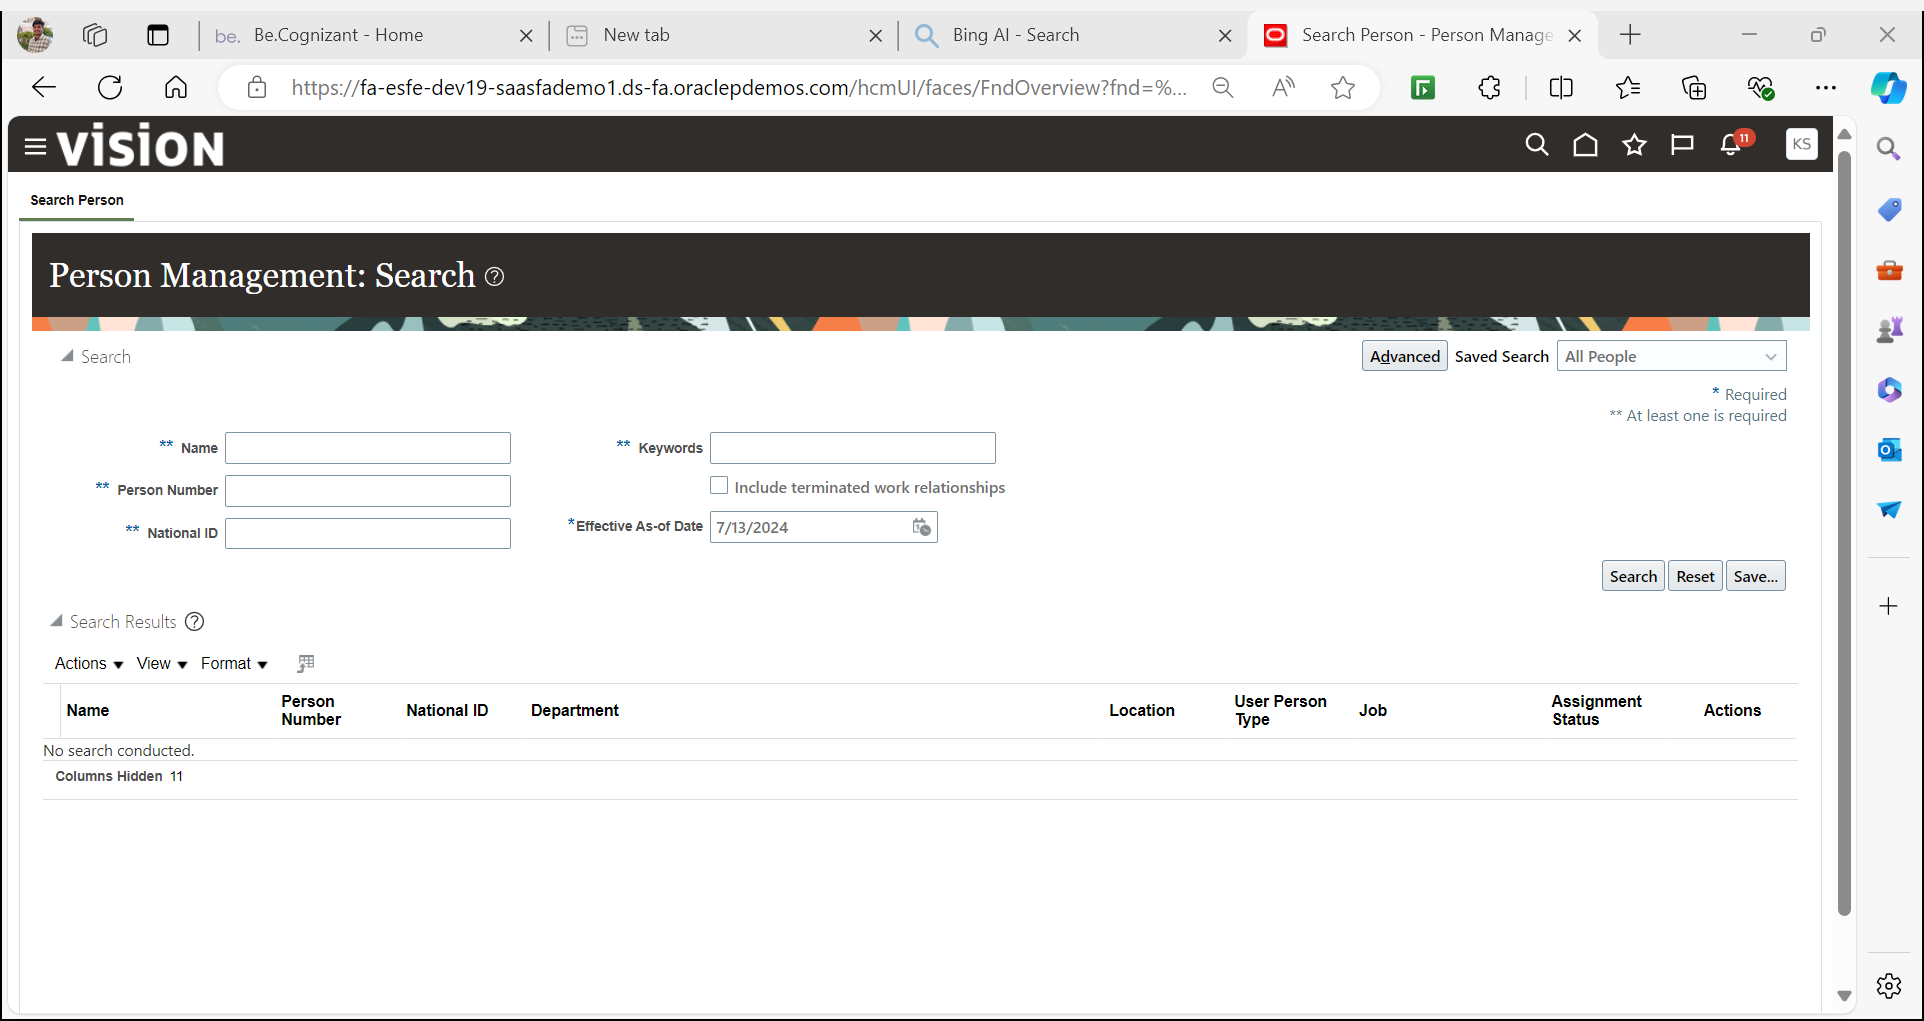 be. Be.Cognizant - Home
New tab
Bing AI - Search
Search Person - Person Manage
https://fa-esfe-dev19-saasfademo1.ds-fa.oraclepdemos.com/hcmUI/faces/FndOverview?fnd=%...
VISION
11
KS
Search Person
Person Management: Search
Search
Advanced Saved Search All People
* Required
** At least one is required
** Name
** Keywords
** Person Number
Include terminated work relationships
** National ID
*Effective As-of Date 7/13/2024
Search Reset Save...
Search Results
Actions View Format
Name Person Number National ID Department Location User Person Type Job Assignment Status Actions
No search conducted.
Columns Hidden 11